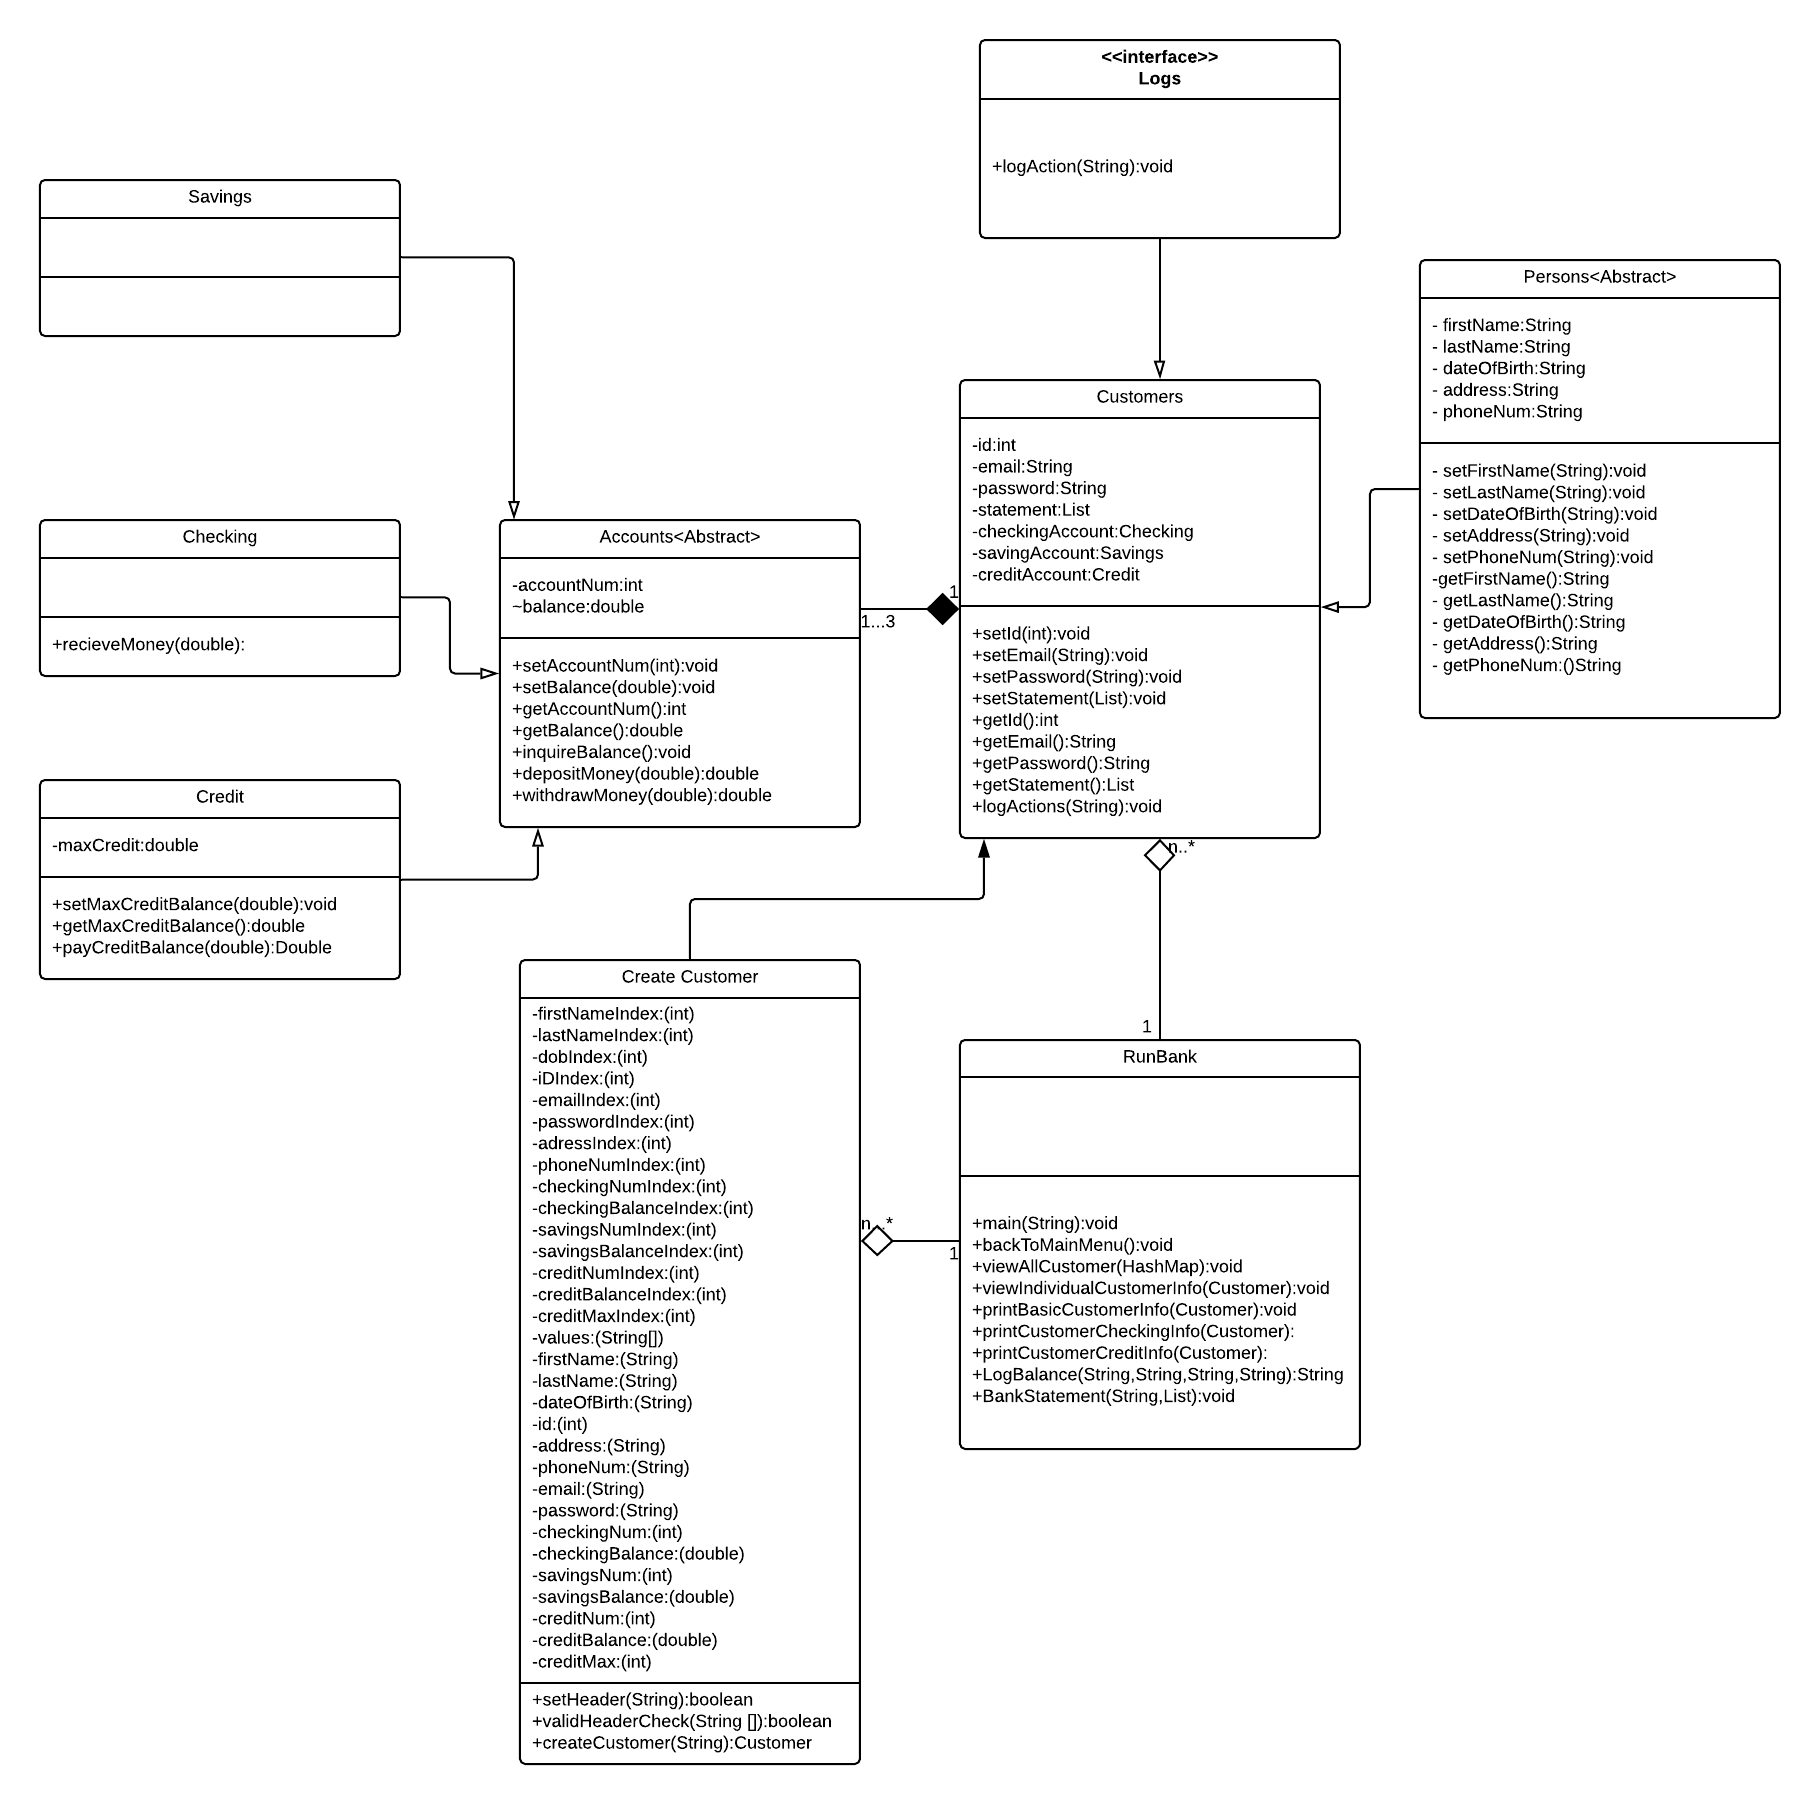 <<interface>>
Logs
+logAction(String):void
Savings
Persons<Abstract>
- firstName:String
- lastName:String
- dateOfBirth:String
- address:String
- phoneNum:String
- setFirstName(String):void
- setLastName(String):void
- setDateOfBirth(String):void
- setAddress(String):void
- setPhoneNum(String):void
-getFirstName():String
- getLastName():String
- getDateOfBirth():String
- getAddress():String
- getPhoneNum:()String
Customers
-id:int
-email:String
-password:String
-statement:List
-checkingAccount:Checking
-savingAccount:Savings
-creditAccount:Credit
+setId(int):void
+setEmail(String):void
+setPassword(String):void
+setStatement(List):void
+getId():int
+getEmail():String
+getPassword():String
+getStatement():List
+logActions(String):void
1
1...3
Checking
+recieveMoney(double):
Accounts<Abstract>
-accountNum:int
~balance:double
+setAccountNum(int):void
+setBalance(double):void
+getAccountNum():int
+getBalance():double
+inquireBalance():void
+depositMoney(double):double
+withdrawMoney(double):double
Credit
-maxCredit:double
+setMaxCreditBalance(double):void
+getMaxCreditBalance():double
+payCreditBalance(double):Double
n..*
1
Create Customer
-firstNameIndex:(int)
-lastNameIndex:(int)
-dobIndex:(int)
-iDIndex:(int)
-emailIndex:(int)
-passwordIndex:(int)
-adressIndex:(int)
-phoneNumIndex:(int)
-checkingNumIndex:(int)
-checkingBalanceIndex:(int)
-savingsNumIndex:(int)
-savingsBalanceIndex:(int)
-creditNumIndex:(int)
-creditBalanceIndex:(int)
-creditMaxIndex:(int)
-values:(String[])
-firstName:(String)
-lastName:(String)
-dateOfBirth:(String)
-id:(int)
-address:(String)
-phoneNum:(String)
-email:(String)
-password:(String)
-checkingNum:(int)
-checkingBalance:(double)
-savingsNum:(int)
-savingsBalance:(double)
-creditNum:(int)
-creditBalance:(double)
-creditMax:(int)
+setHeader(String):boolean
+validHeaderCheck(String []):boolean
+createCustomer(String):Customer
n...*
1
RunBank
+main(String):void
+backToMainMenu():void
+viewAllCustomer(HashMap):void
+viewIndividualCustomerInfo(Customer):void
+printBasicCustomerInfo(Customer):void
+printCustomerCheckingInfo(Customer):
+printCustomerCreditInfo(Customer):
+LogBalance(String,String,String,String):String
+BankStatement(String,List):void